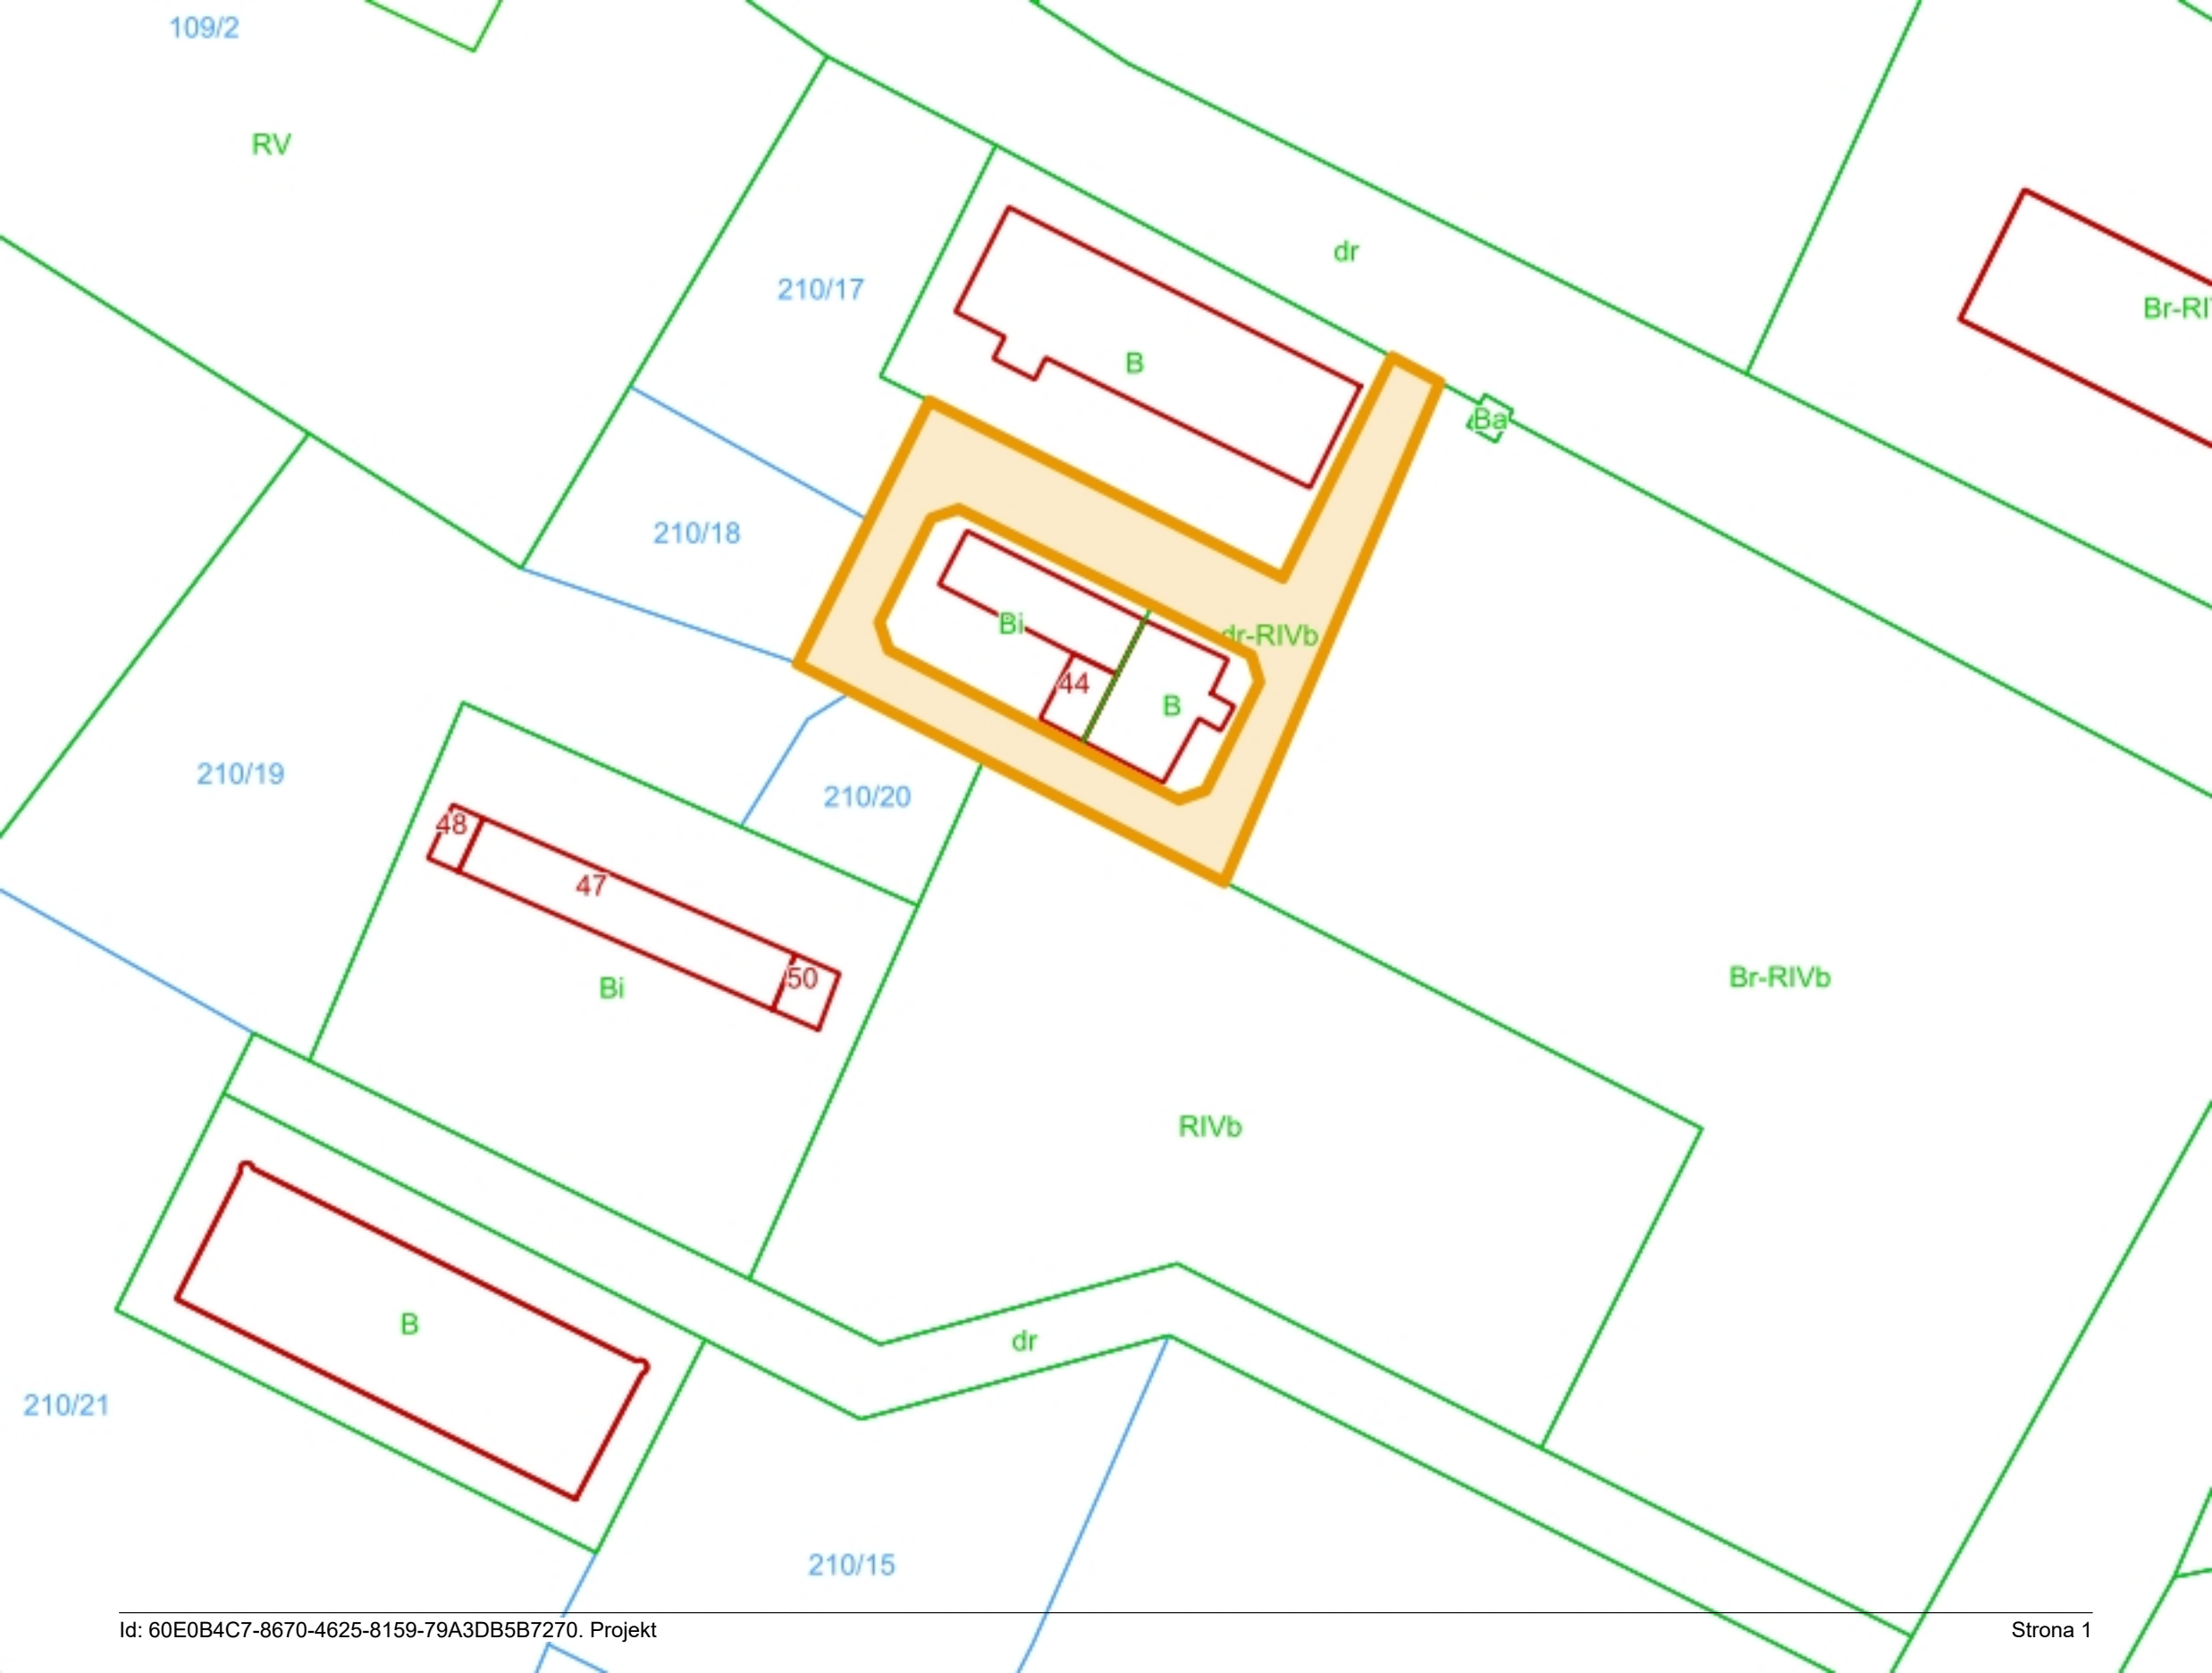 109/2
RV
dr
210/17
Br-RI
B
Ba
210/18
Bi
dr-RIVb
44
B
210/19
210/20
48
47
50
Br-RIVb
Bi
RIVb
B
dr
210/21
210/15
Id: 60E0B4C7-8670-4625-8159-79A3DB5B7270. Projekt
Strona 1